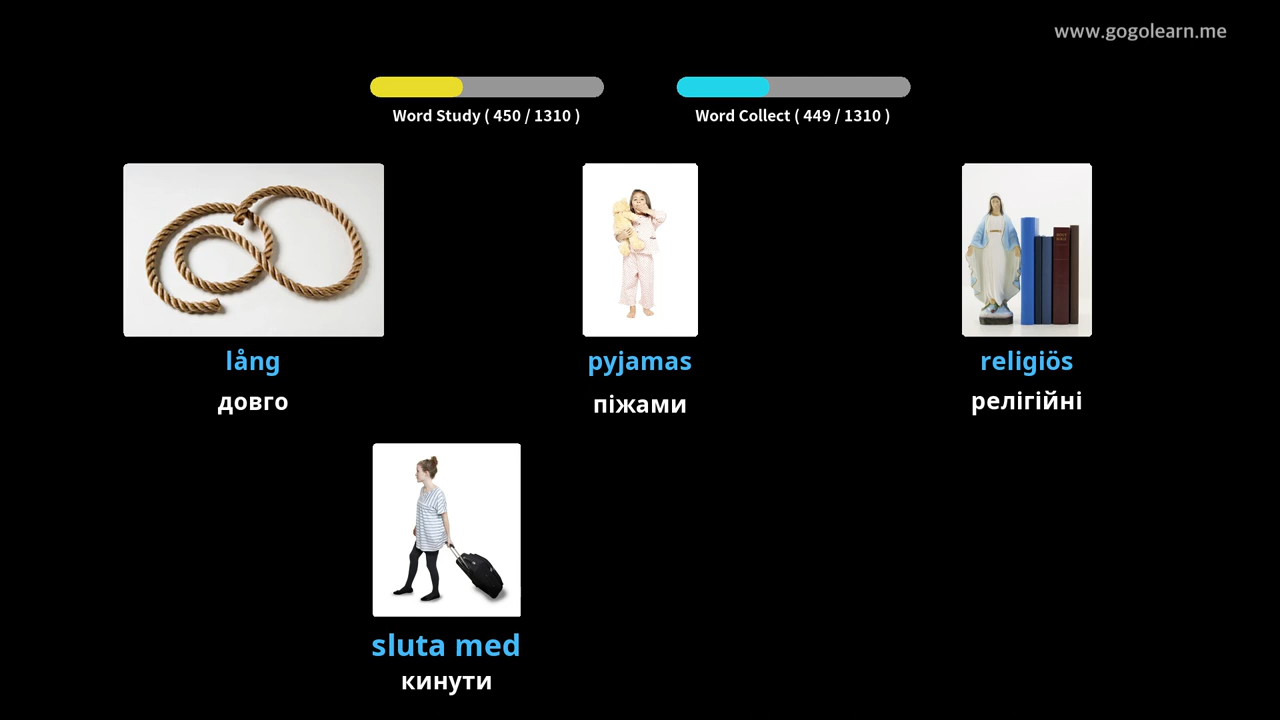 www.gogolearn.me
Word Study ( 450 / 1310 )
Word Collect ( 449 / 1310 )
lång
pyjamas
religiös
довго
піжами
релігійні
sluta med
кинути